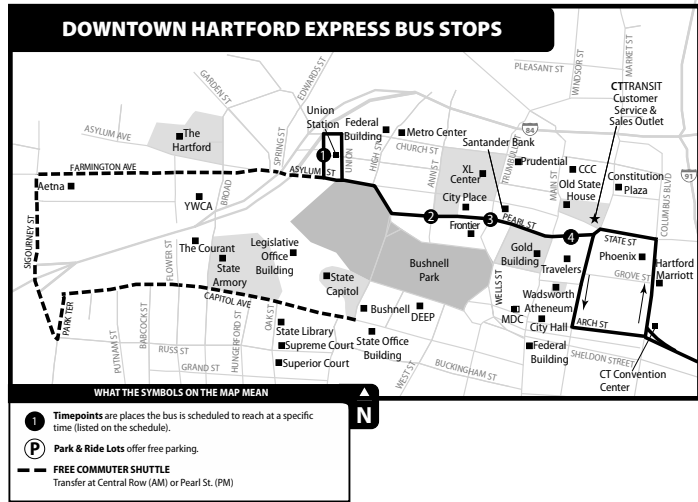 DOWNTOWN HARTFORD EXPRESS BUS STOPS
MARKET ST
WINDSOR ST
PLEASANT ST
EDWARDS ST
GARDEN ST
CTTRANSIT
Customer
Service &
Sales Outlet
Union
Station
Federal
Building
Metro Center
Santander Bank
84
ASYLUM AVE
The
Hartford
SPRING ST
1
UNION
HIGH ST
CHURCH ST
ANN ST
TRUMBULL ST
Prudential
CCC
91
FARMINGTON AVE
ASYLUM ST
XL
Center
MAIN ST
Old State
House
Constitution
Plaza
COLUMBUS BLVD
Aetna
BROAD
YWCA
City Place
2
3
PEARL ST
Frontier
4
STATE ST
SIGOURNEY ST
FLOWER ST
The Courant
State
Armory
Legislative
Office
Building
Bushnell
Park
Gold
Building
Travelers
Phoenix
Hartford
Marriott
GROVE ST
State
Capitol
CAPITOL AVE
WELLS ST
Wadsworth
Atheneum
PARK TER
PUTNAM ST
BABCOCK ST
HUNGERFORD ST
OAK ST
Bushnell
DEEP
MDC
City Hall
ARCH ST
State Library
RUSS ST
Supreme Court
State Office
Building
Federal
Building
SHELDON STREET
GRAND ST
Superior Court
WEST ST
BUCKINGHAM ST
CT Convention
Center
WHAT THE SYMBOLS ON THE MAP MEAN
N
1 Timepoints are places the bus is scheduled to reach at a specific
time (listed on the schedule).
P Park & Ride Lots offer free parking.
FREE COMMUTER SHUTTLE
Transfer at Central Row (AM) or Pearl St. (PM)